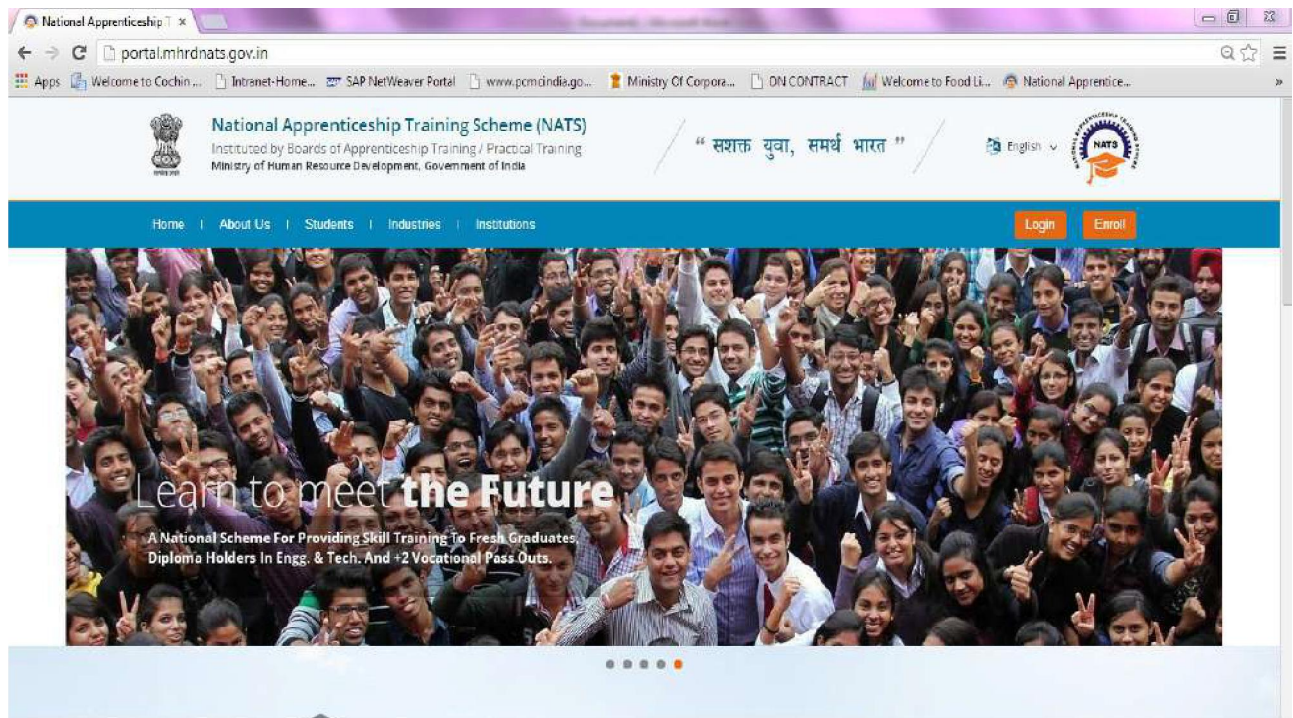 National Apprenticeship T
portal.mhrdnats.gov.in
Apps Welcome to Cochin ... Intranet-Home... SAP NetWeaver Portal www.pcmcindia.go... Ministry Of Corpora... ON CONTRACT Welcome to Food Li... National Apprentice... »
National Apprenticeship Training Scheme (NATS)
Instituted by Boards of Apprenticeship Training / Practical Training
Ministry of Human Resource Development, Government of India
“ सशक्त युवा, समर्थ भारत ”
English
NATS
Home | About Us | Students | Industries | Institutions
Login
Enroll
Learn to meet the Future
A National Scheme For Providing Skill Training To Fresh Graduates,
Diploma Holders In Engg. & Tech. And +2 Vocational Pass Outs.